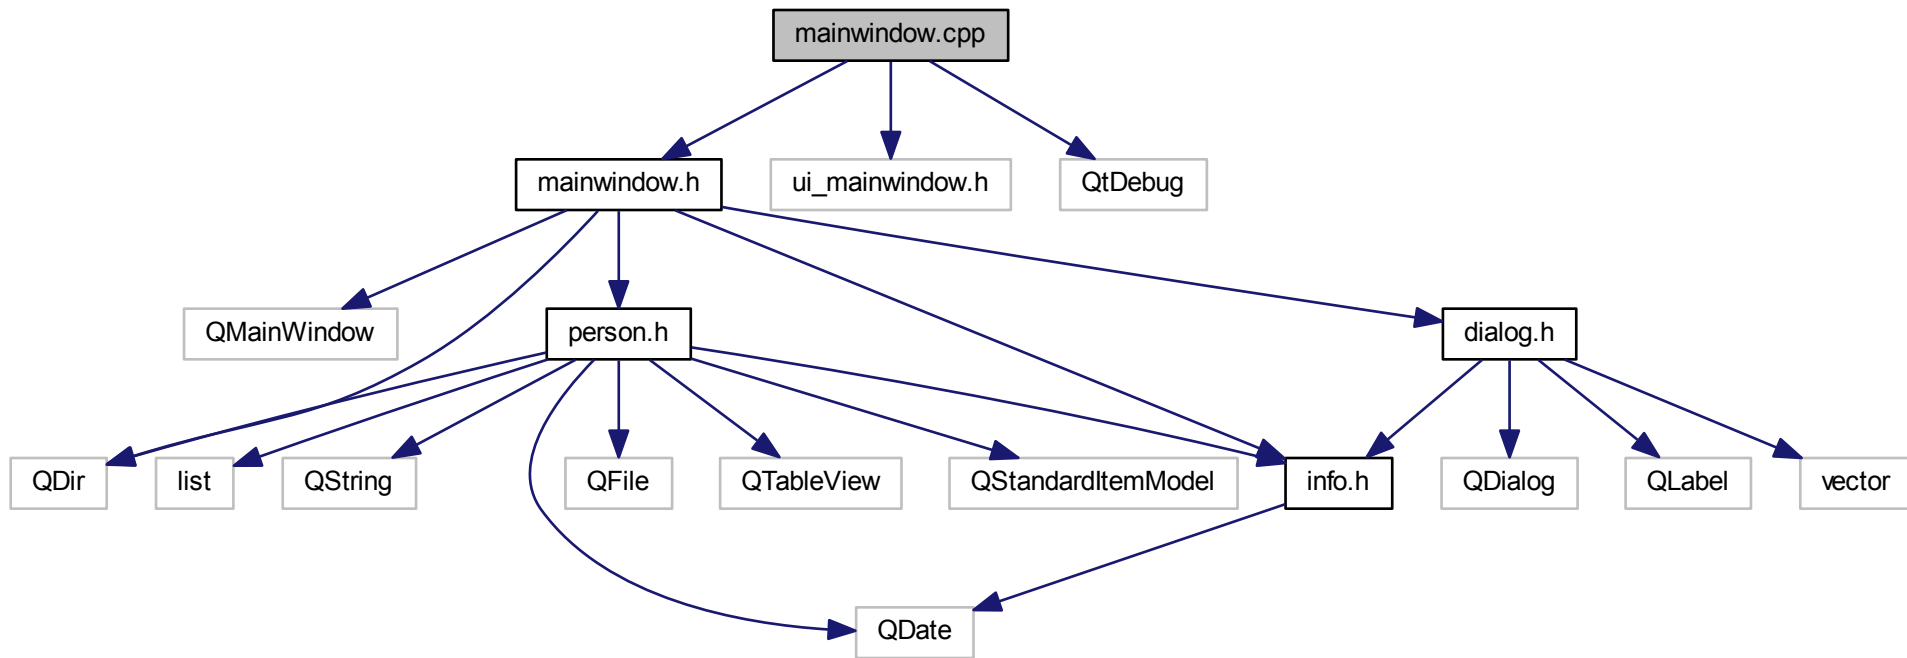 mainwindow.cpp
mainwindow.h
ui_mainwindow.h
QtDebug
QMainWindow
person.h
dialog.h
QDir
list
QString
QFile
QTableView
QStandardItemModel
info.h
QDialog
QLabel
vector
QDate